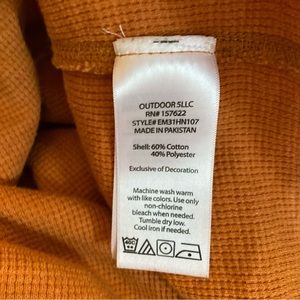 OUTDOOR 5LLC
RN# 157622
STYLE# EM31HN107
MADE IN PAKISTAN
Shell: 60% Cotton
40% Polyester
Exclusive of Decoration
Machine wash warm
with like colors. Use only
non-chlorine
bleach when needed.
Tumble dry low.
Cool iron if needed.